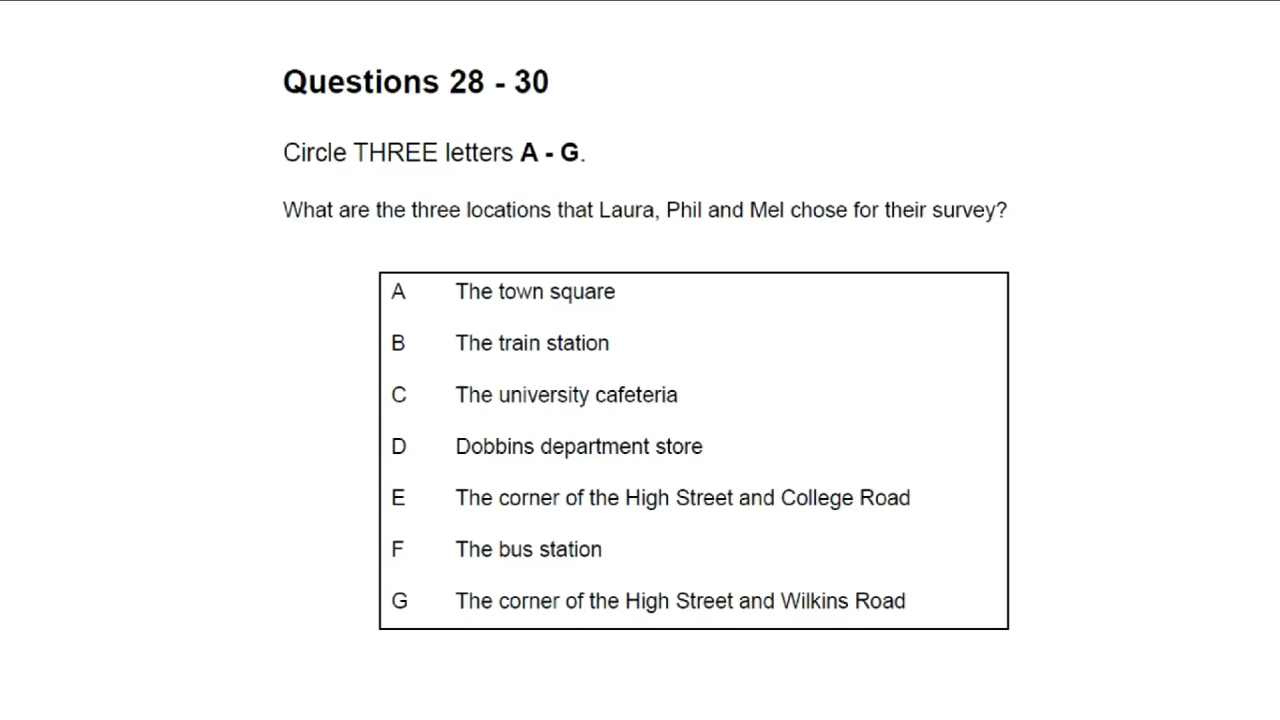 Questions 28 - 30
Circle THREE letters A - G.
What are the three locations that Laura, Phil and Mel chose for their survey?
A The town square
B The train station
C The university cafeteria
D Dobbins department store
E The corner of the High Street and College Road
F The bus station
G The corner of the High Street and Wilkins Road